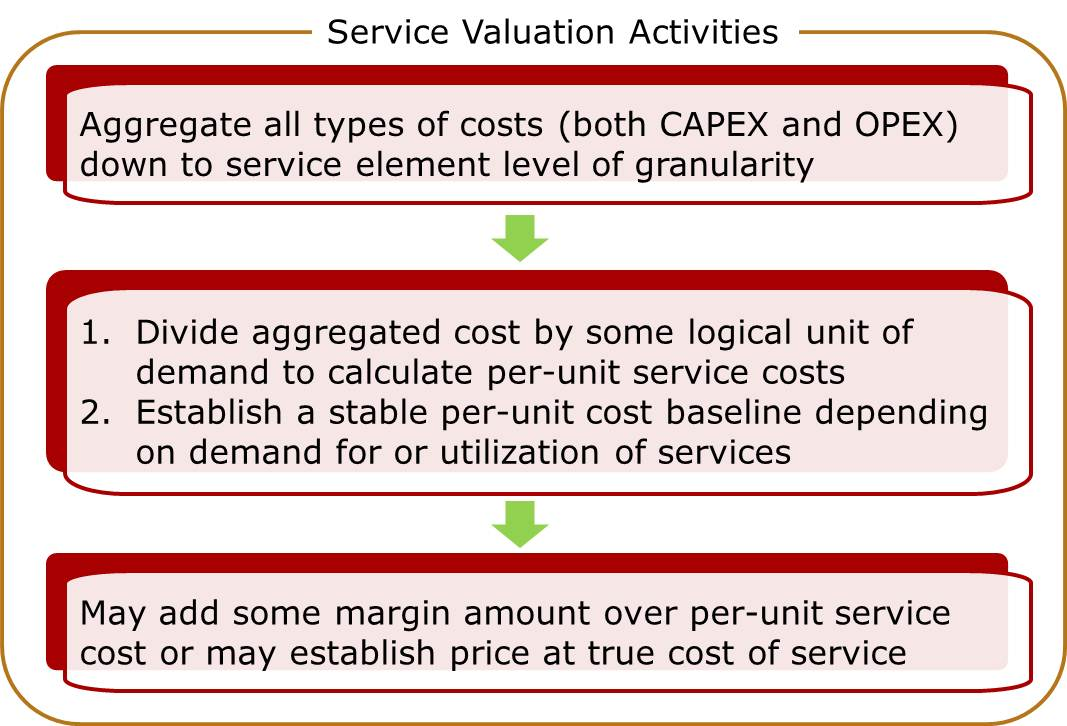 Service Valuation Activities
Aggregate all types of costs (both CAPEX and OPEX)
down to service element level of granularity
1. Divide aggregated cost by some logical unit of
demand to calculate per-unit service costs
2. Establish a stable per-unit cost baseline depending
on demand for or utilization of services
May add some margin amount over per-unit service
cost or may establish price at true cost of service